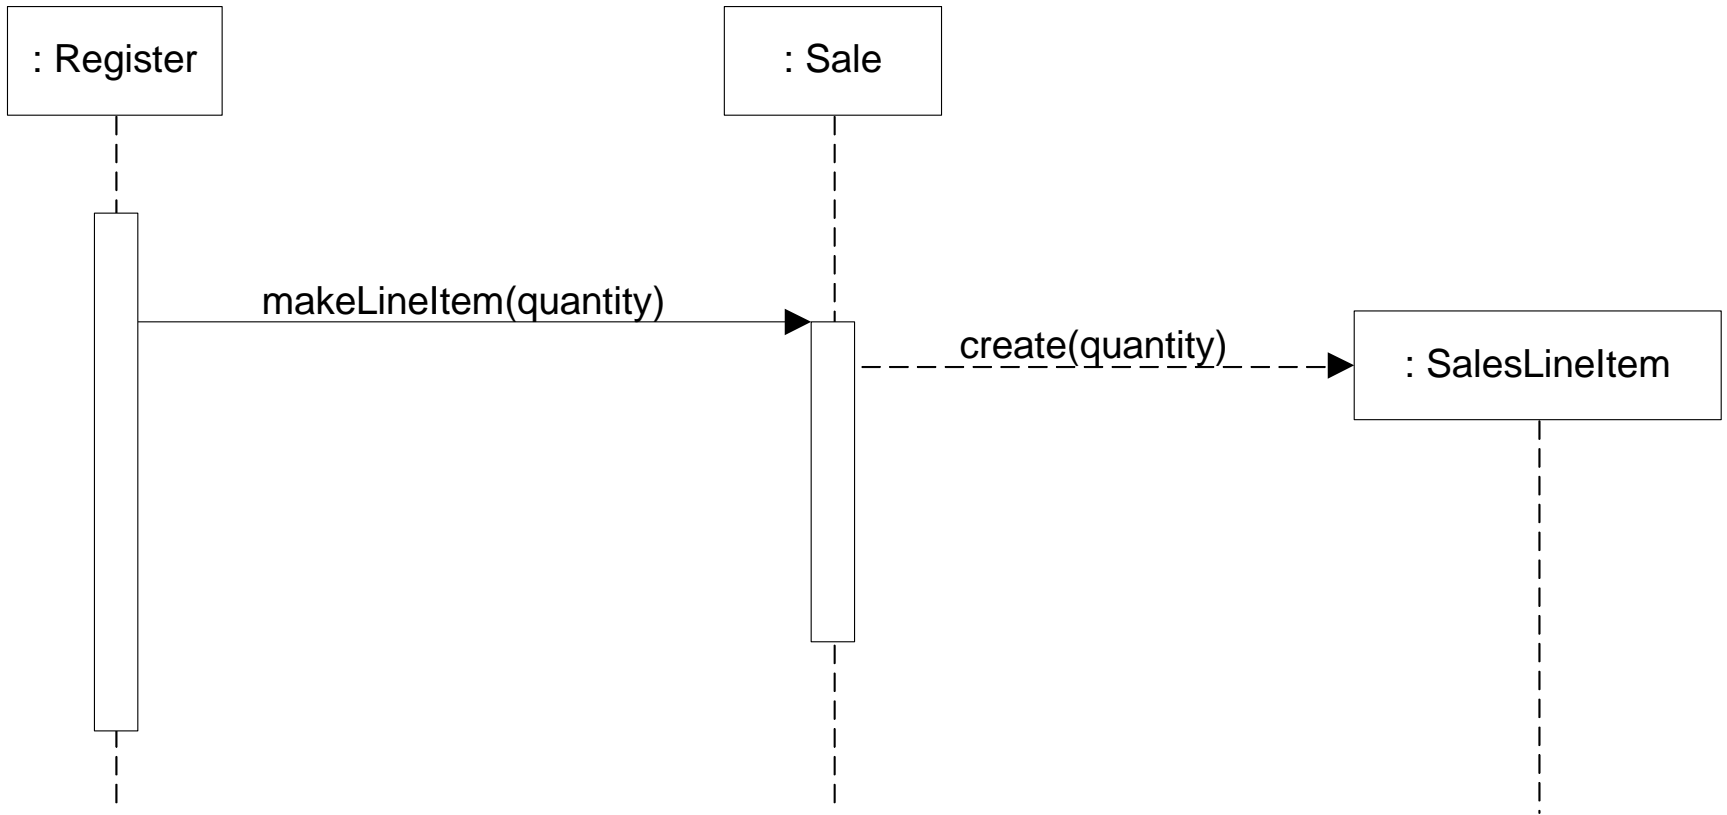 : Register
: Sale
makeLineItem(quantity)
create(quantity)
: SalesLineItem